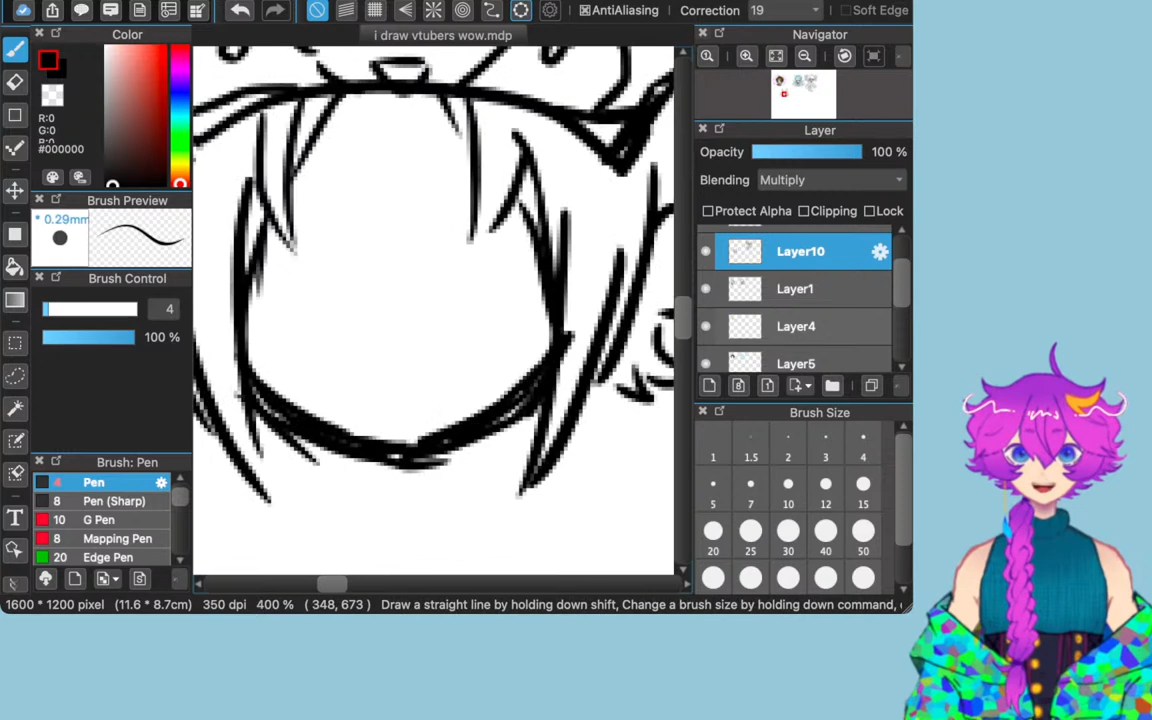 AntiAliasing Correction 19 Soft Edge
Color
i draw vtubers wow.mdp
Navigator
R:0
G:0
B:0
#000000
Layer
Opacity 100 %
Blending Multiply
Protect Alpha Clipping Lock
Brush Preview
* 0.29mm
Layer10
Brush Control
Layer1
4
Layer4
100 %
Layer5
Brush Size
1 1.5 2 3 4
Brush: Pen
4 Pen
8 Pen (Sharp)
5 7 10 12 15
10 G Pen
8 Mapping Pen
20 Edge Pen
20 25 30 40 50
T
1600 * 1200 pixel (11.6 * 8.7cm) 350 dpi 400 % ( 348, 673 ) Draw a straight line by holding down shift, Change a brush size by holding down command,